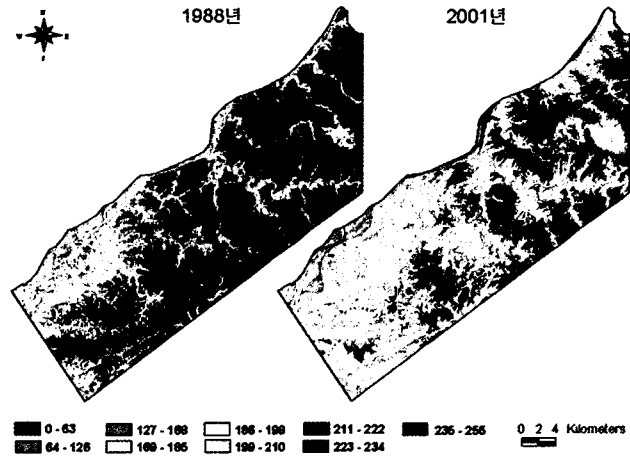 1988년
2001년
N
W E
S
0 - 63
127 - 168
186 - 198
211 - 222
235 - 255
64 - 126
169 - 185
199 - 210
223 - 234
0 2 4 Kilometers